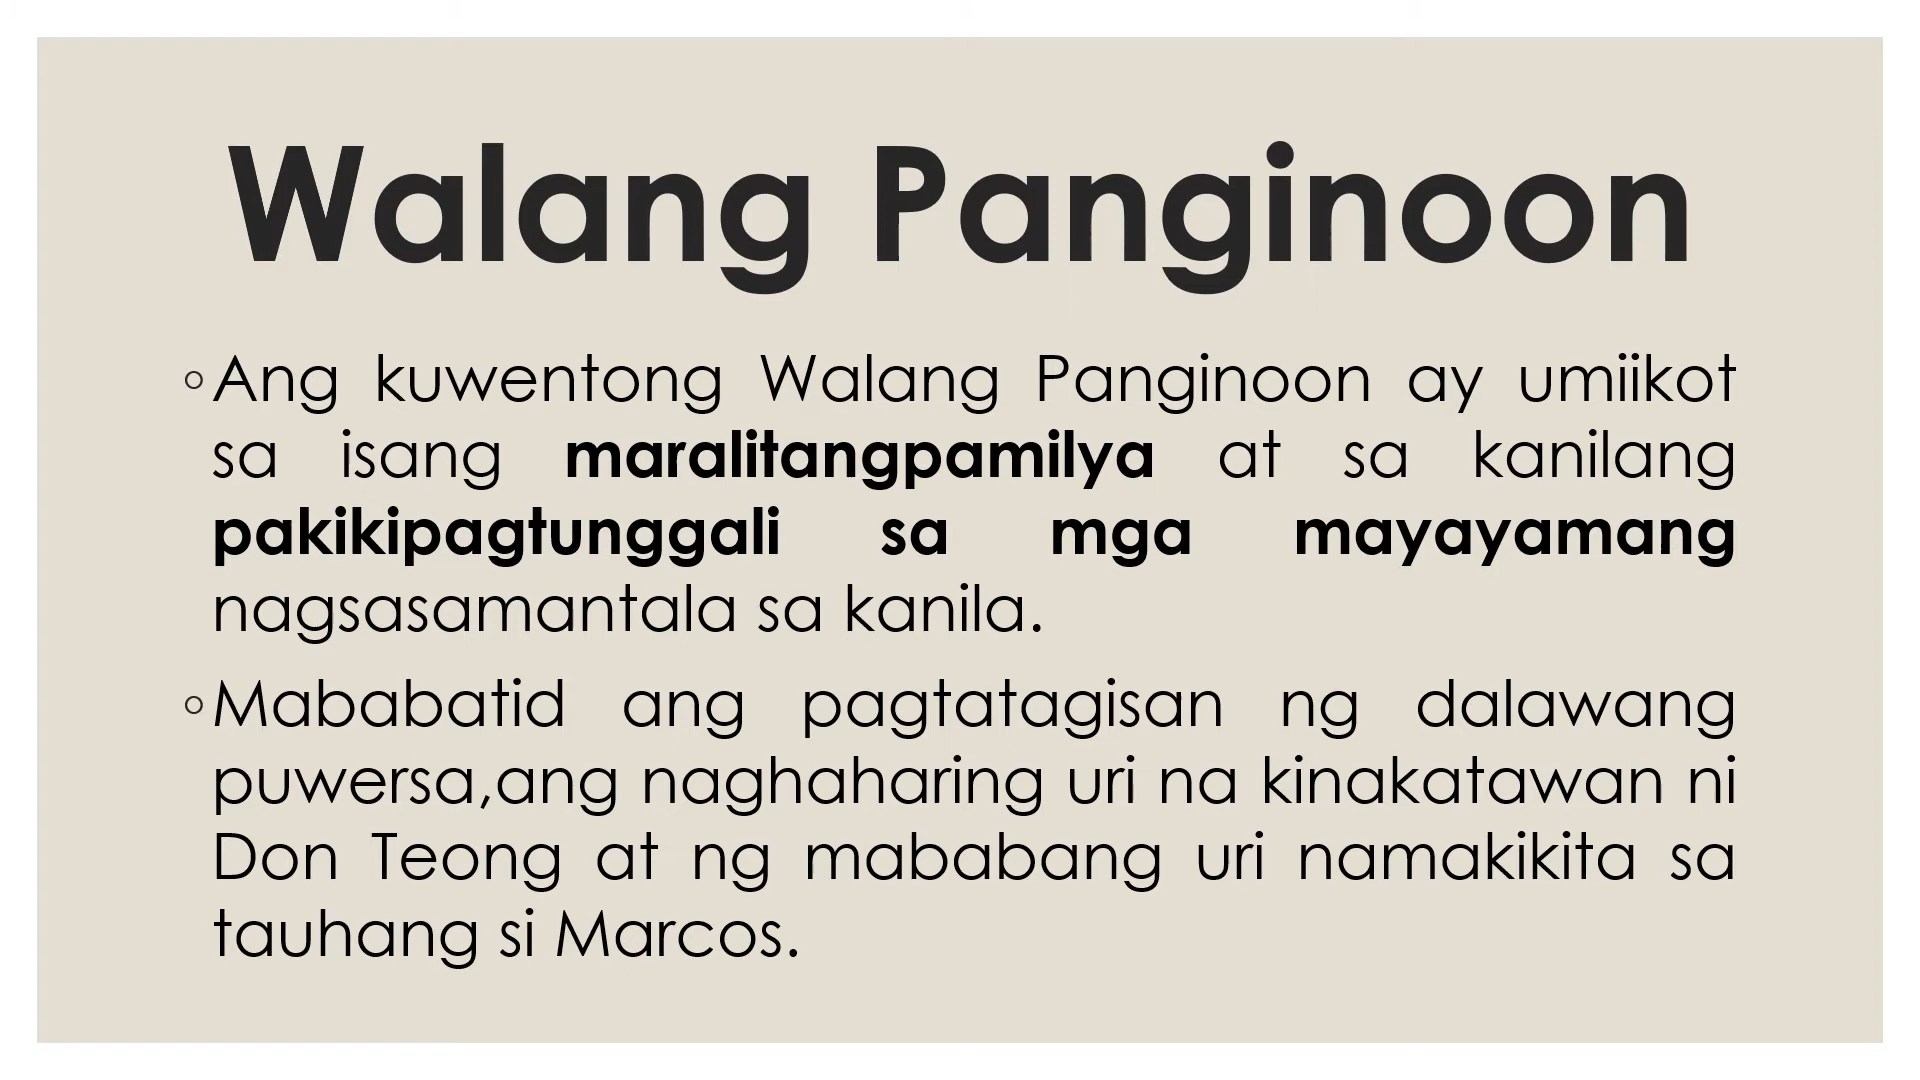 Walang Panginoon
◦Ang kuwentong Walang Panginoon ay umiikot
sa isang maralitangpamilya at sa kanilang
pakikipagtunggali sa mga mayayamang
nagsasamantala sa kanila.
◦Mababatid ang pagtatagisan ng dalawang
puwersa,ang naghaharing uri na kinakatawan ni
Don Teong at ng mababang uri namakikita sa
tauhang si Marcos.